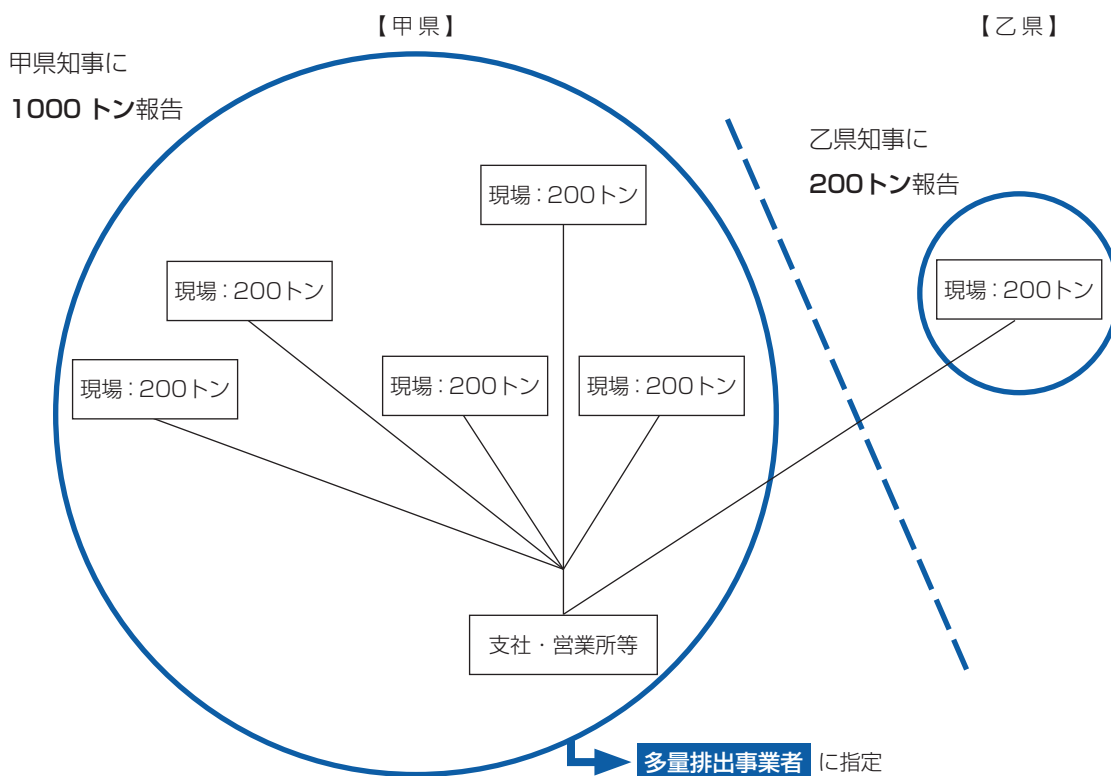 【甲県】
【乙県】
甲県知事に
1000 トン報告
乙県知事に
200トン報告
現場：200トン
現場：200トン
現場：200トン
現場：200トン
現場：200トン
現場：200トン
支社・営業所等
多量排出事業者 に指定